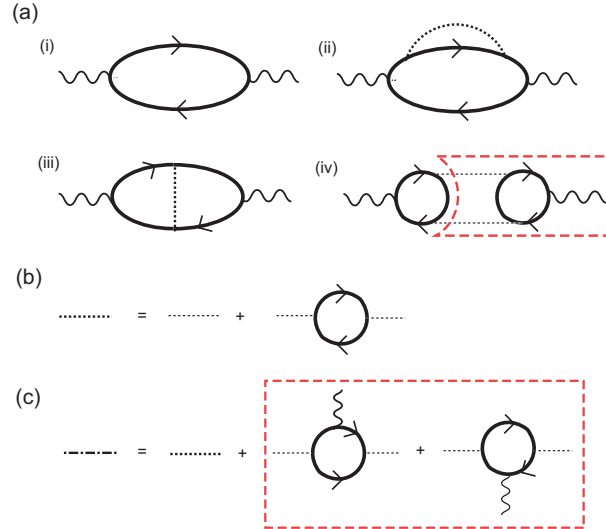 (a)
(i) (ii)
(iii) (iv)
(b)
= +
(c)
= + +